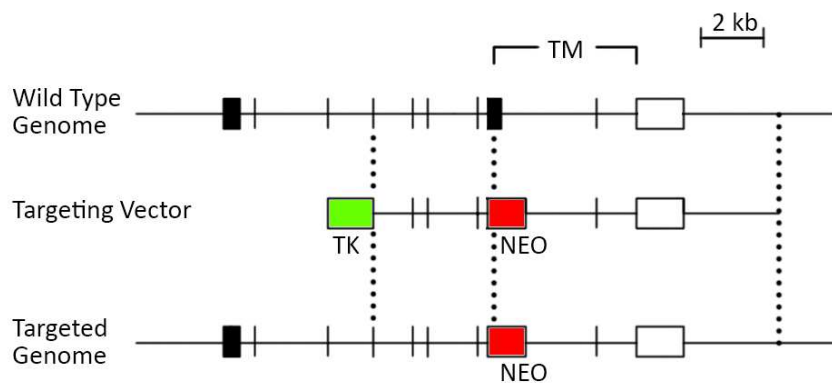 2 kb
TM
Wild Type
Genome
Targeting Vector
TK
NEO
Targeted
Genome
NEO